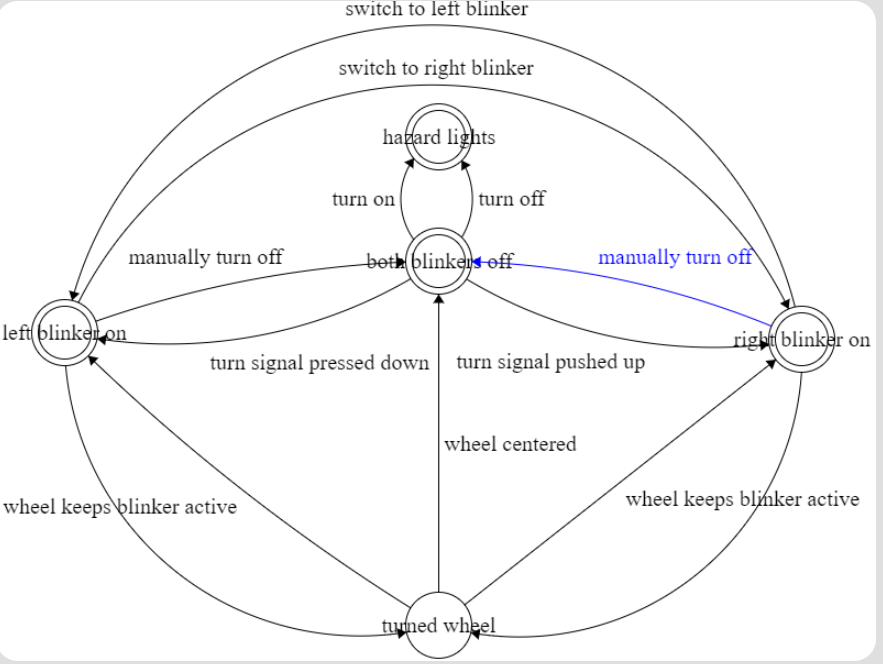 switch to left blinker
switch to right blinker
hazard lights
turn on
turn off
manually turn off
both blinkers off
manually turn off
left blinker on
right blinker on
turn signal pressed down
turn signal pushed up
wheel centered
wheel keeps blinker active
wheel keeps blinker active
turned wheel